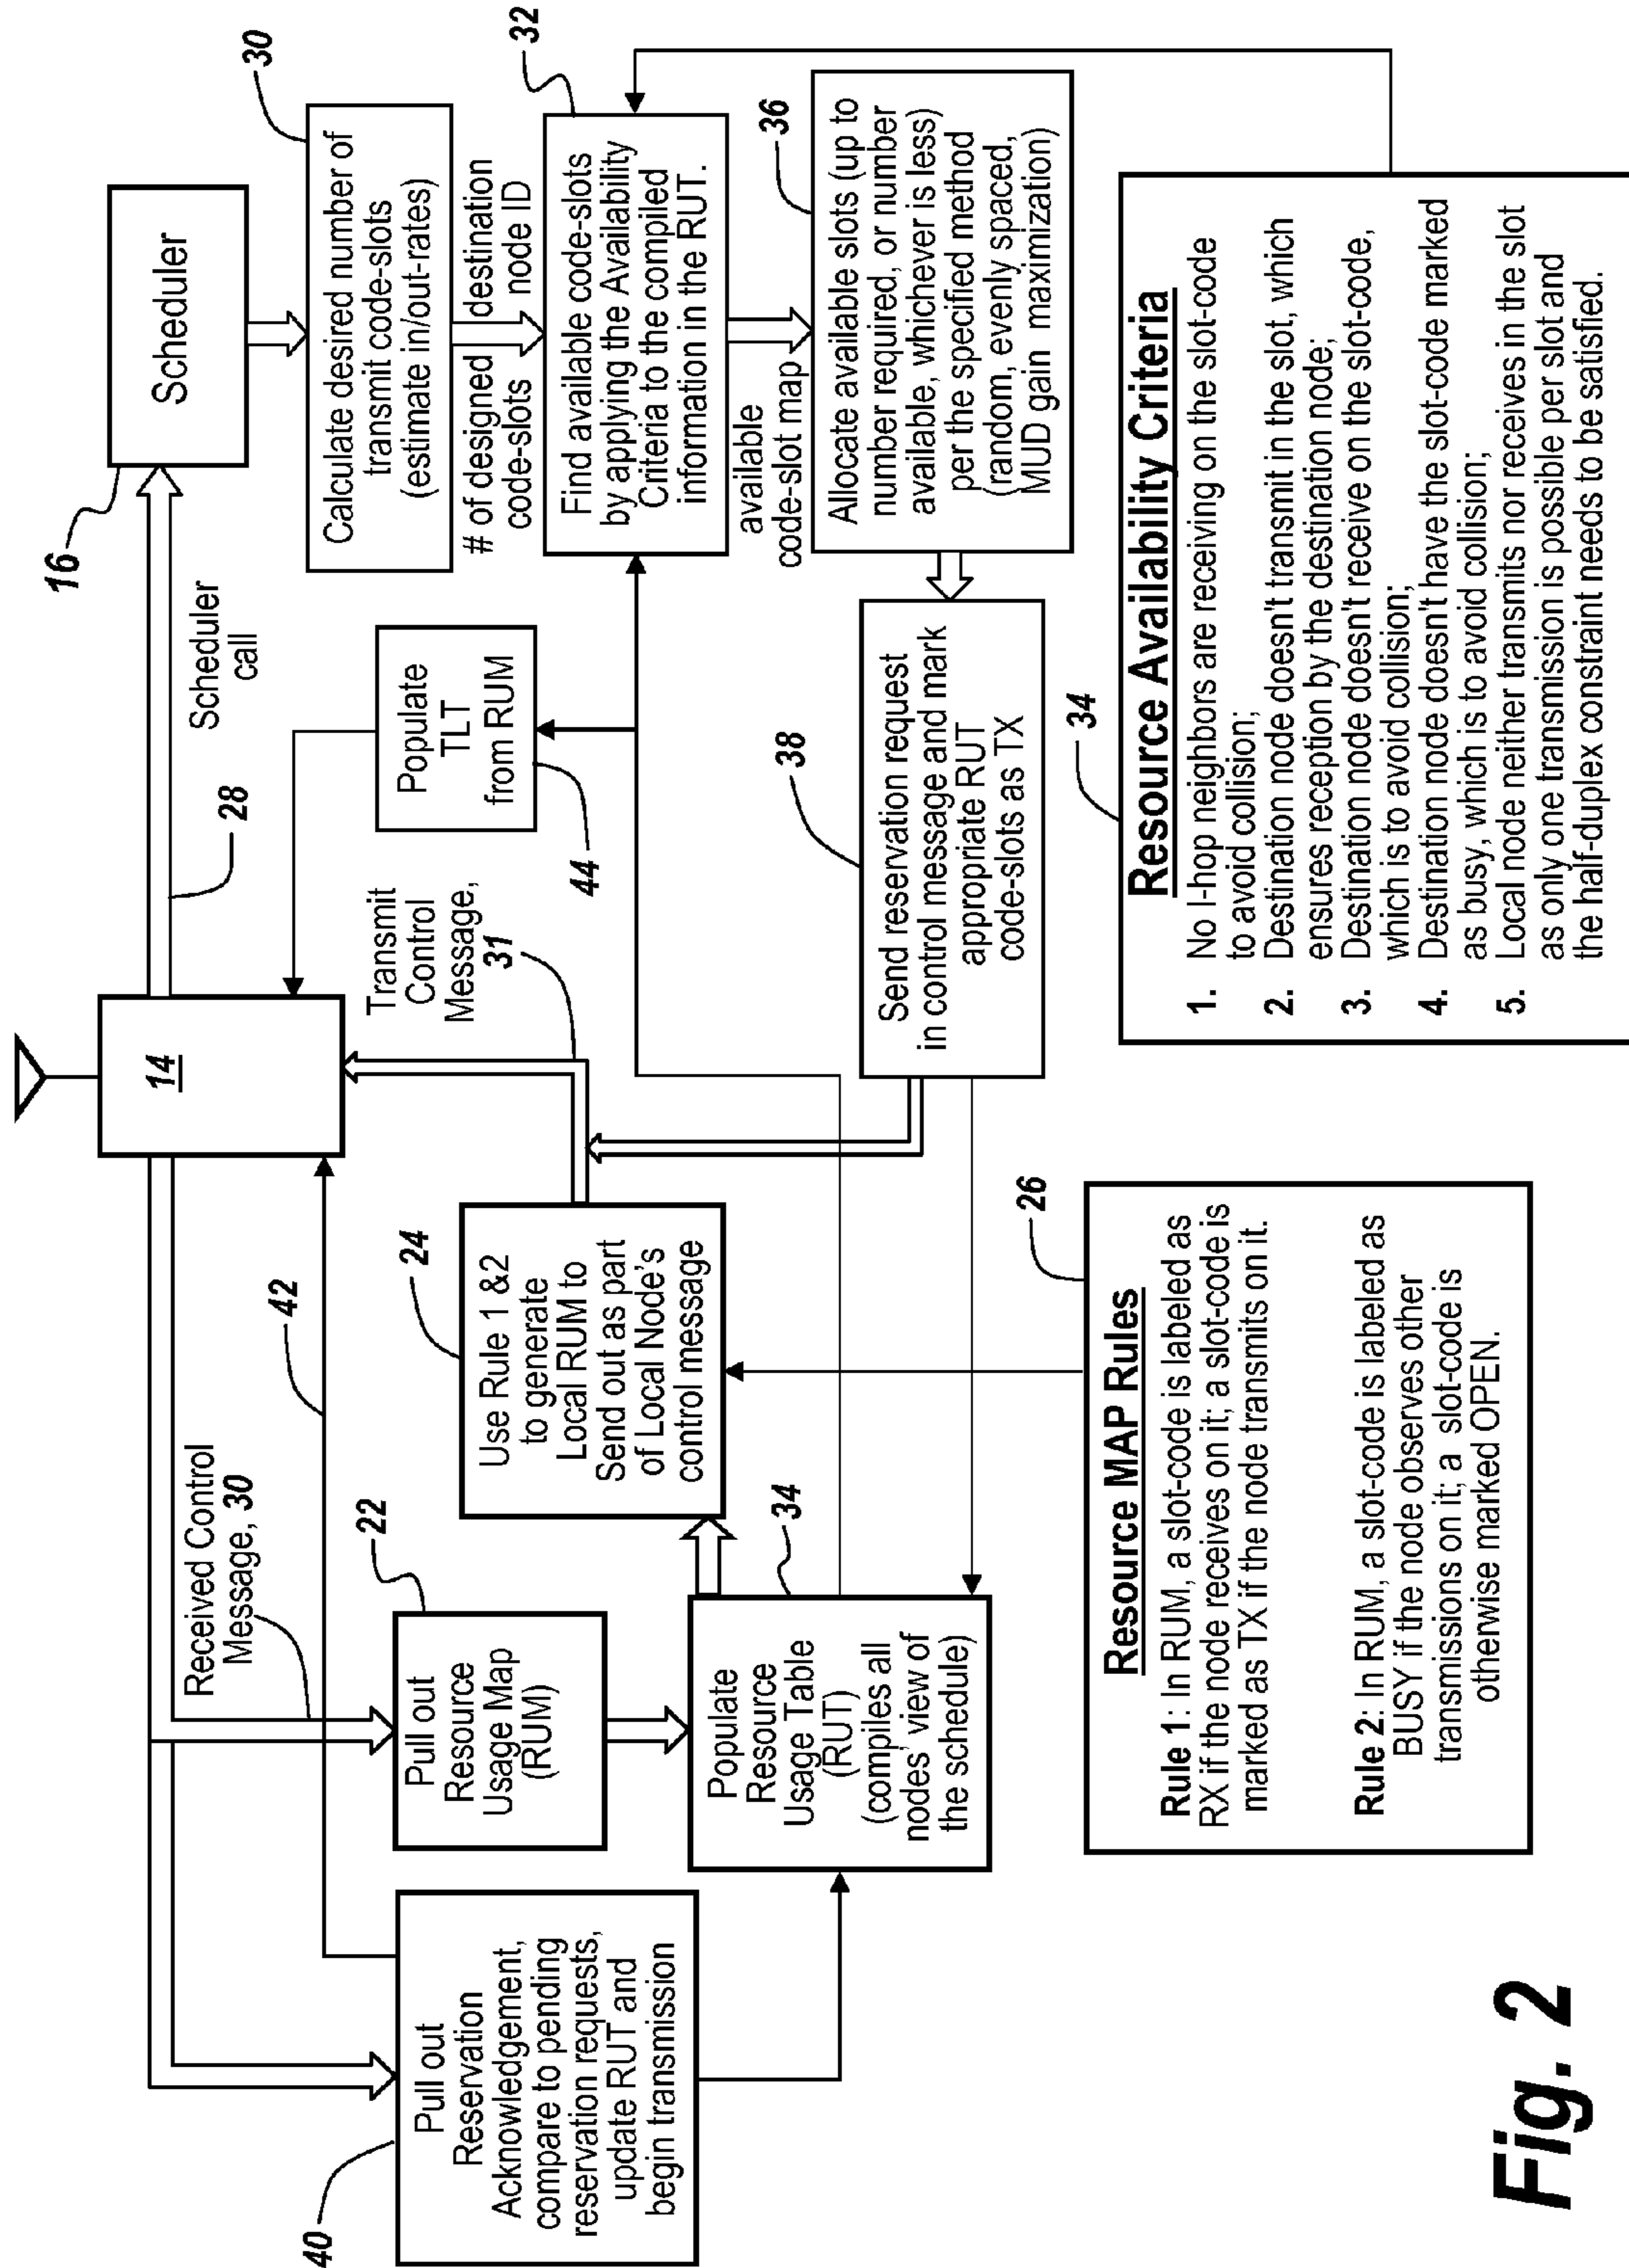 14
16
Scheduler
28
Scheduler
call
30
Calculate desired number of
transmit code-slots
(estimate in/out-rates)
# of designed
code-slots
destination
node ID
32
Find available code-slots
by applying the Availability
Criteria to the compiled
information in the RUT.
available
code-slot map
36
Allocate available slots (up to
number required, or number
available, whichever is less)
per the specified method
(random, evenly spaced,
MUD gain maximization)
Populate
TLT
from RUM
44
Transmit
Control
Message,
31
38
Send reservation request
in control message and mark
appropriate RUT
code-slots as TX
42
Received Control
Message, 30
22
Pull out
Resource
Usage Map
(RUM)
24
Use Rule 1 &2
to generate
Local RUM to
Send out as part
of Local Node's
control message
40
Pull out
Reservation
Acknowledgement,
compare to pending
reservation requests,
update RUT and
begin transmission
34
Populate
Resource
Usage Table
(RUT)
(compiles all
nodes' view of
the schedule)
26
Resource MAP Rules
Rule 1: In RUM, a slot-code is labeled as
RX if the node receives on it; a slot-code is
marked as TX if the node transmits on it.
Rule 2: In RUM, a slot-code is labeled as
BUSY if the node observes other
transmissions on it; a slot-code is
otherwise marked OPEN.
34
Resource Availability Criteria
1. No l-hop neighbors are receiving on the slot-code
to avoid collision;
2. Destination node doesn't transmit in the slot, which
ensures reception by the destination node;
3. Destination node doesn't receive on the slot-code,
which is to avoid collision;
4. Destination node doesn't have the slot-code marked
as busy, which is to avoid collision;
5. Local node neither transmits nor receives in the slot
as only one transmission is possible per slot and
the half-duplex constraint needs to be satisfied.
Fig. 2